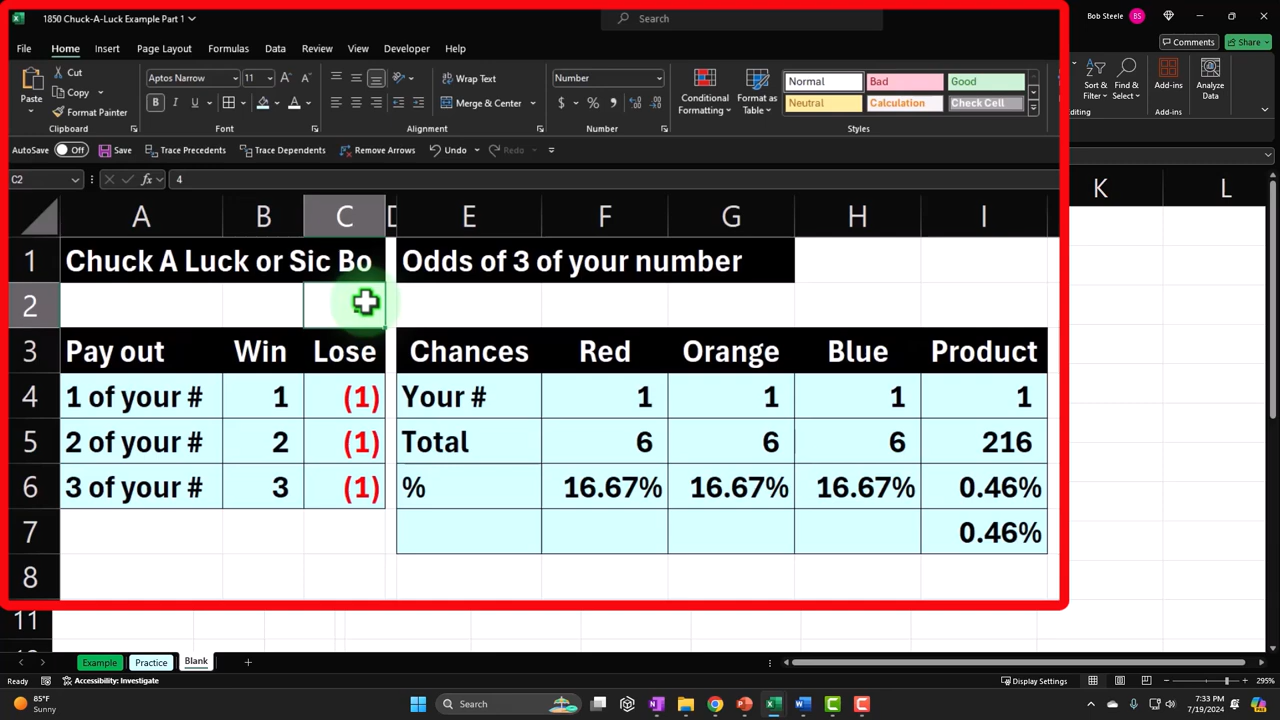 1850 Chuck-A-Luck Example Part 1
Search
Bob Steele BS
File Home Insert Page Layout Formulas Data Review View Developer Help
Comments Share
Paste
Cut
Copy
Format Painter
Clipboard
Aptos Narrow 11
B I U
Font
Wrap Text
Merge & Center
Alignment
Number
$ % ,
Number
Conditional Formatting
Format as Table
Normal Bad Good
Neutral Calculation Check Cell
Styles
Sort & Filter
Find & Select
Add-ins
Analyze Data
Add-ins
AutoSave Off Save Trace Precedents Trace Dependents Remove Arrows Undo Redo
C2 fx 4
A B C D E F G H I K L
1 Chuck A Luck or Sic Bo Odds of 3 of your number
2
3 Pay out Win Lose Chances Red Orange Blue Product
4 1 of your # 1 (1) Your # 1 1 1 1
5 2 of your # 2 (1) Total 6 6 6 216
6 3 of your # 3 (1) % 16.67% 16.67% 16.67% 0.46%
7 0.46%
8
11
Example Practice Blank
Ready Accessibility: Investigate Display Settings 295%
85°F
Sunny
Search
7:33 PM
7/19/2024